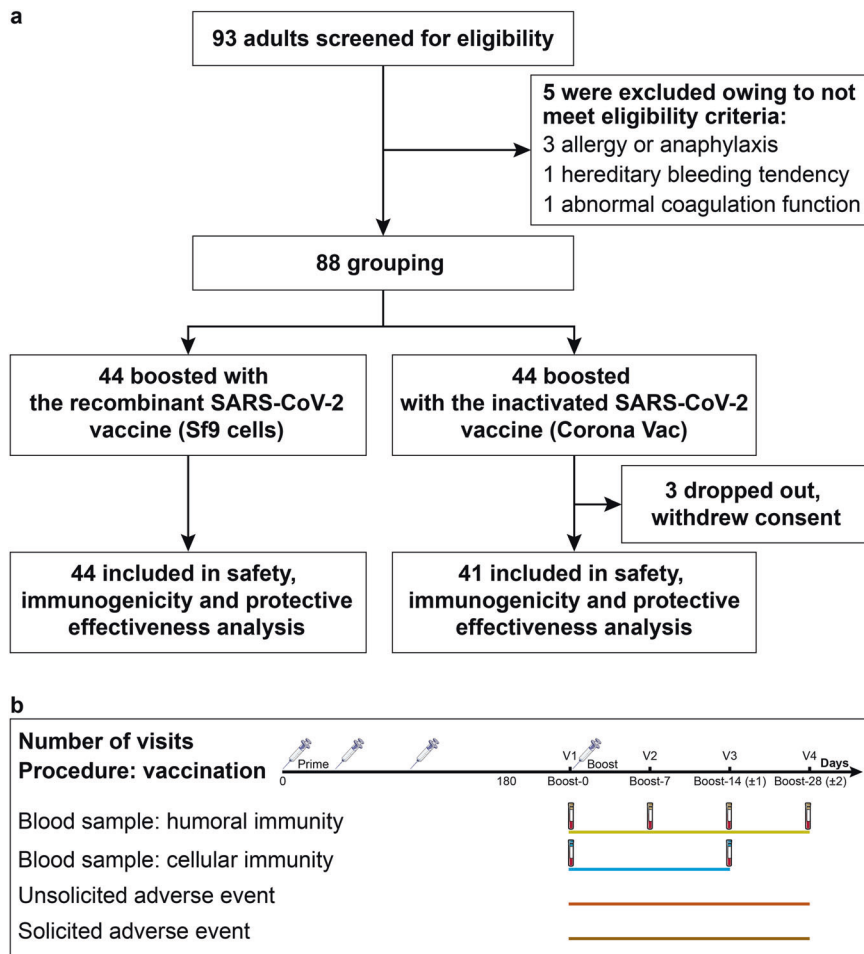 a
93 adults screened for eligibility
5 were excluded owing to not
meet eligibility criteria:
3 allergy or anaphylaxis
1 hereditary bleeding tendency
1 abnormal coagulation function
88 grouping
44 boosted with
the recombinant SARS-CoV-2
vaccine (Sf9 cells)
44 boosted
with the inactivated SARS-CoV-2
vaccine (Corona Vac)
3 dropped out,
withdrew consent
44 included in safety,
immunogenicity and protective
effectiveness analysis
41 included in safety,
immunogenicity and protective
effectiveness analysis
b
Number of visits
V1 V2 V3 V4
Procedure: vaccination
Prime Boost Days
0 180 Boost-0 Boost-7 Boost-14 (±1) Boost-28 (±2)
Blood sample: humoral immunity
Blood sample: cellular immunity
Unsolicited adverse event
Solicited adverse event